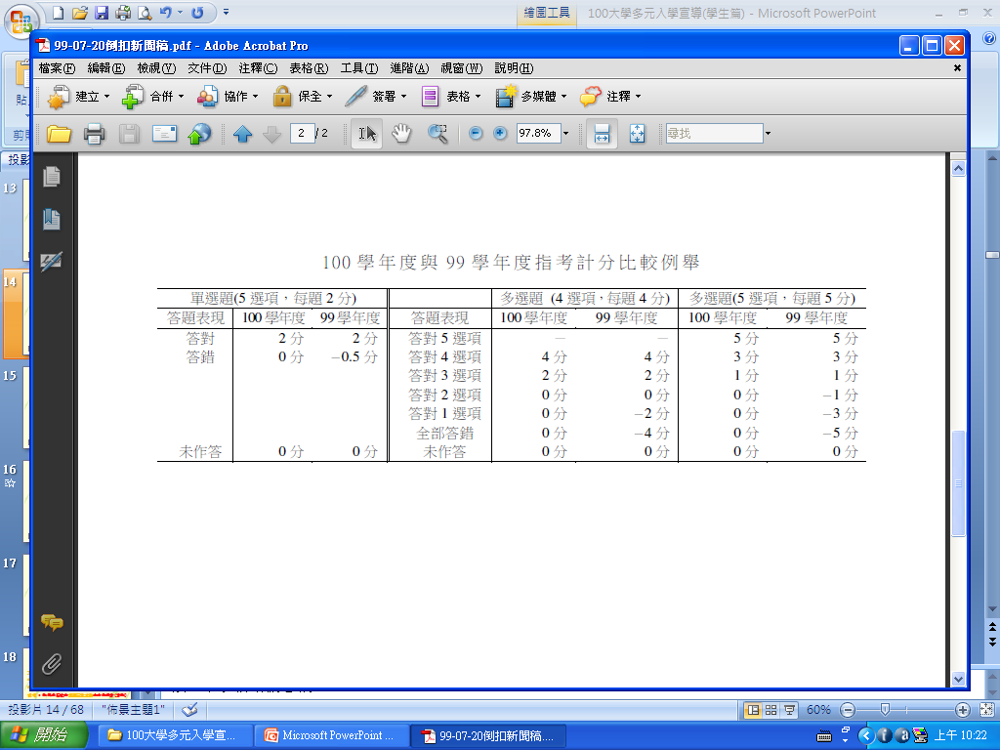 繪圖工具
100大學多元入學宣導(學生篇) - Microsoft PowerPoint
99-07-20倒扣新聞稿.pdf - Adobe Acrobat Pro
檔案(F) 編輯(E) 檢視(V) 文件(D) 注釋(C) 表格(R) 工具(T) 進階(A) 視窗(W) 說明(H)
建立 合併 協作 保全 簽署 表格 多媒體 注釋
2 / 2 97.8% 尋找
13
14
15
16
17
18
100 學年度與 99 學年度指考計分比較例舉
單選題(5 選項，每題 2 分) 多選題 (4 選項，每題 4 分) 多選題(5 選項，每題 5 分)
答題表現 100 學年度 99 學年度 答題表現 100 學年度 99 學年度 100 學年度 99 學年度
答對 2 分 2 分 答對 5 選項 － － 5 分 5 分
答錯 0 分 −0.5 分 答對 4 選項 4 分 4 分 3 分 3 分
答對 3 選項 2 分 2 分 1 分 1 分
答對 2 選項 0 分 0 分 0 分 −1 分
答對 1 選項 0 分 −2 分 0 分 −3 分
全部答錯 0 分 −4 分 0 分 −5 分
未作答 0 分 0 分 未作答 0 分 0 分 0 分 0 分
投影片 14 / 68 "佈景主題1" 60%
開始 100大學多元入學宣... Microsoft PowerPoint ... 99-07-20倒扣新聞稿.... 上午 10:22